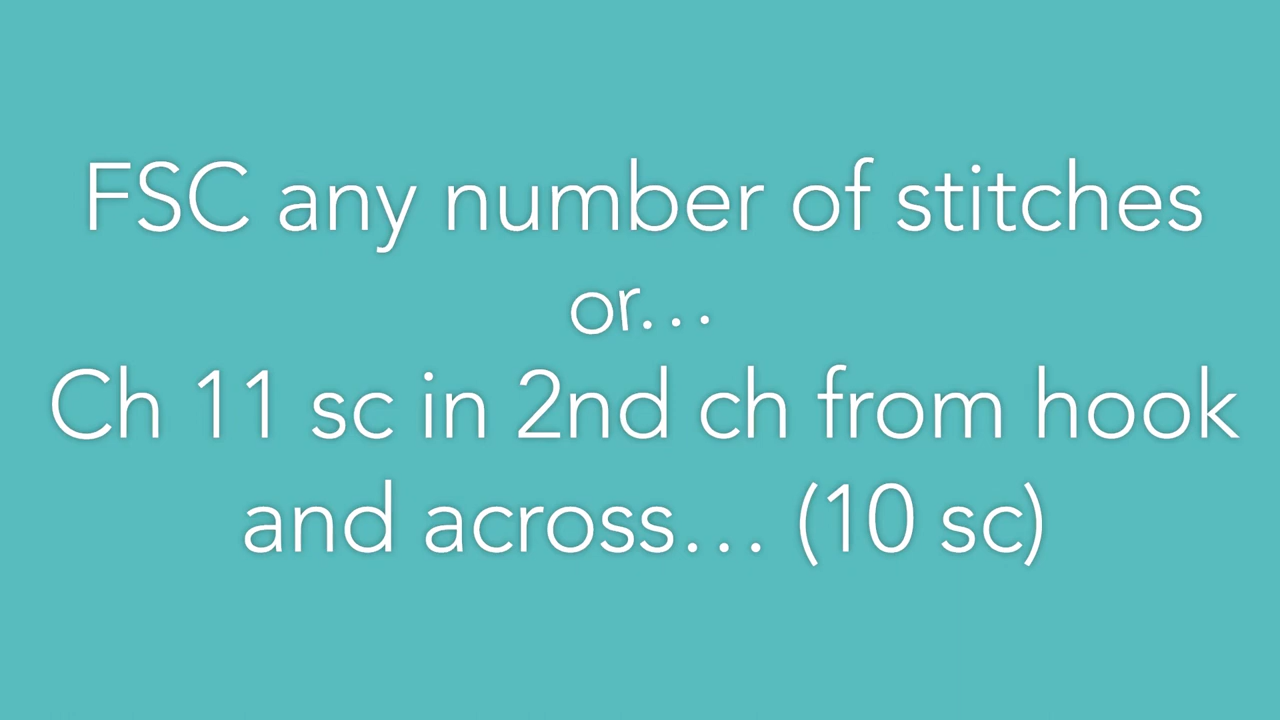 FSC any number of stitches
or…
Ch 11 sc in 2nd ch from hook
and across… (10 sc)